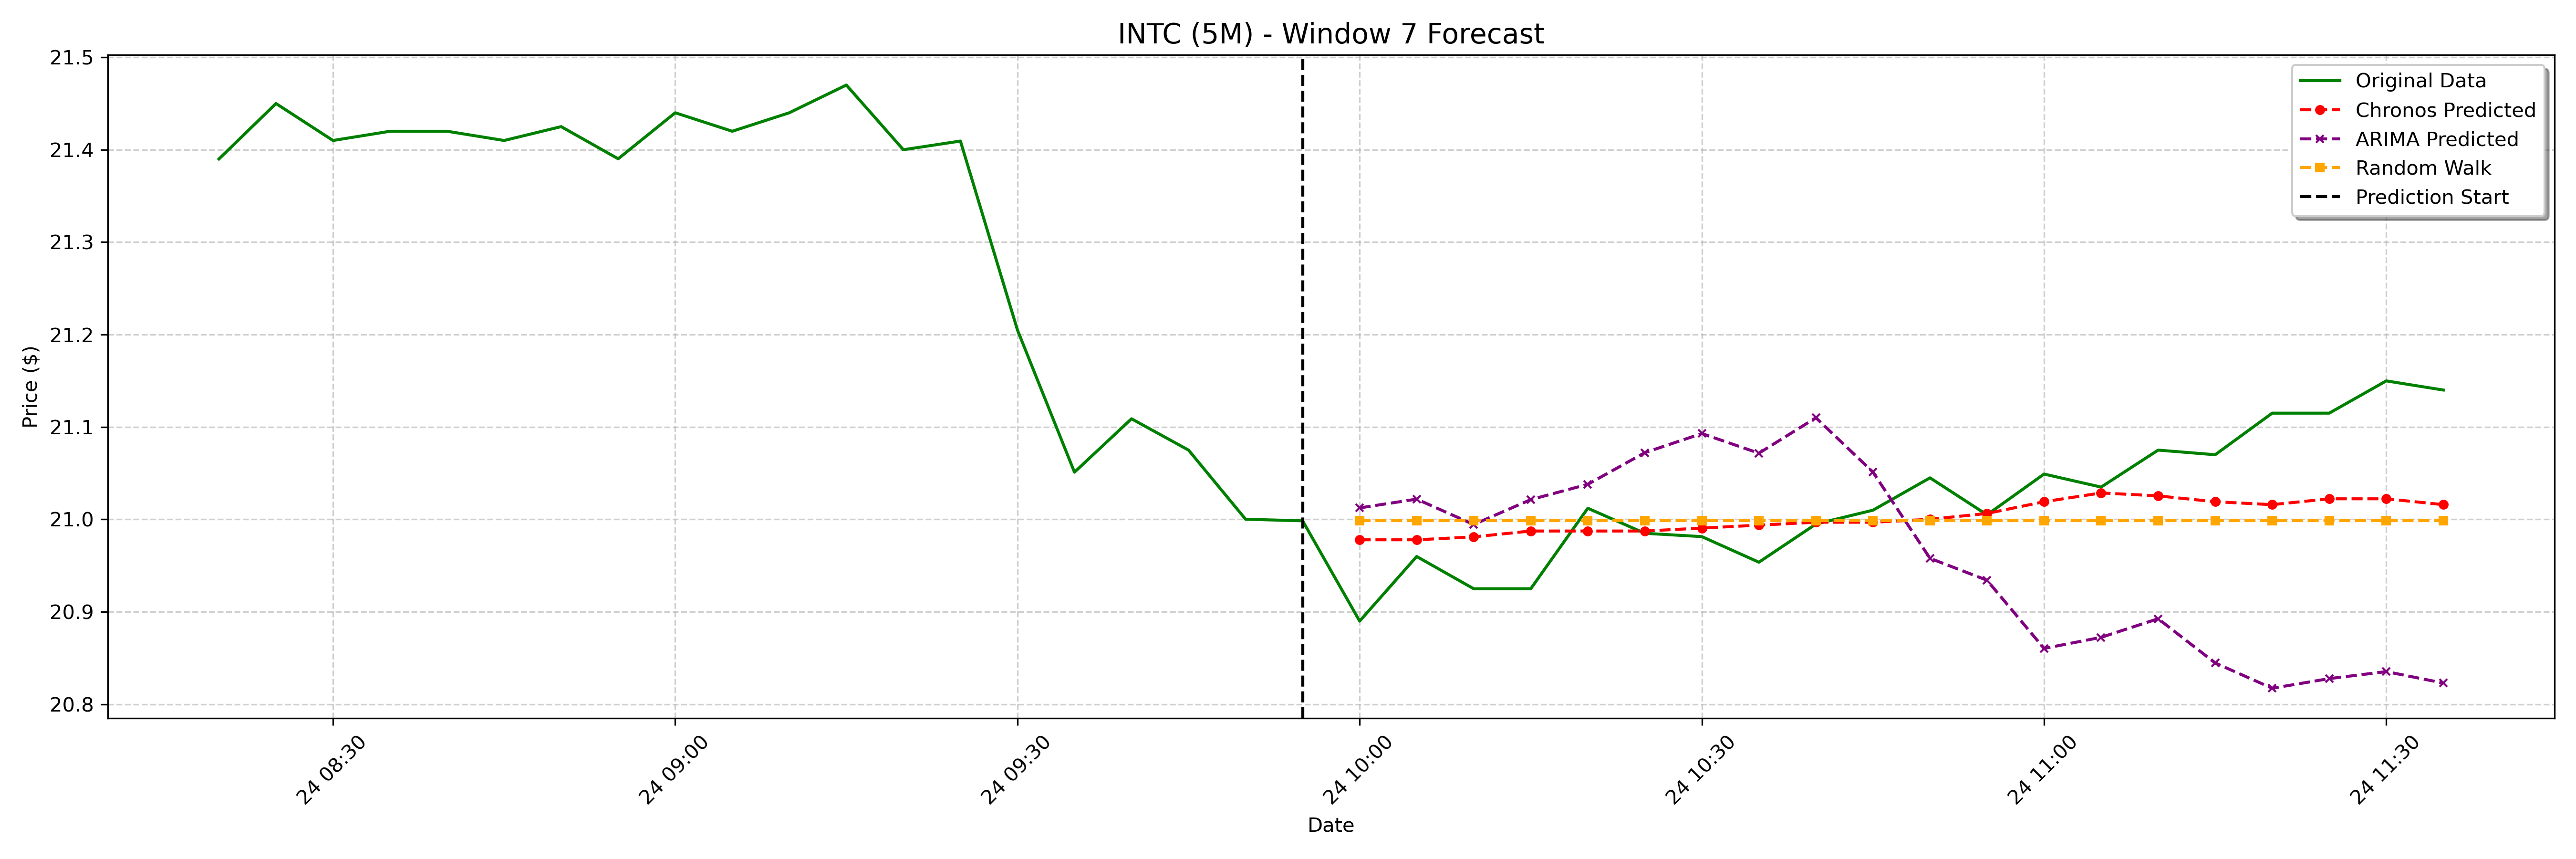 INTC (5M) - Window 7 Forecast
Original Data
Chronos Predicted
ARIMA Predicted
Random Walk
Prediction Start
Price ($)
21.5
21.4
21.3
21.2
21.1
21.0
20.9
20.8
24 08:30
24 09:00
24 09:30
24 10:00
24 10:30
24 11:00
24 11:30
Date